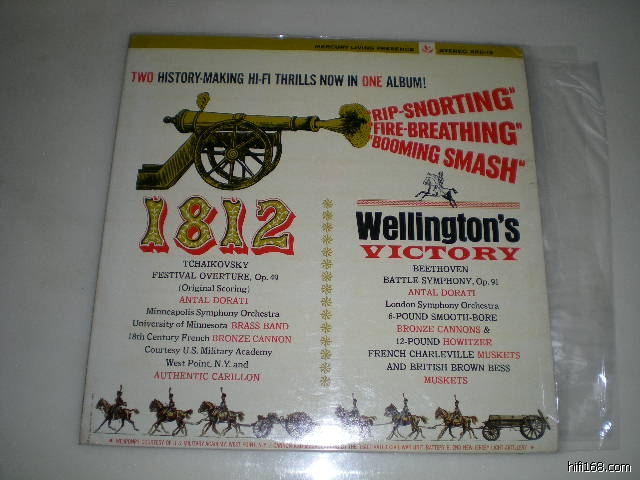 MERCURY LIVING PRESENCE
STEREO
TWO HISTORY-MAKING HI-FI THRILLS NOW IN ONE ALBUM!
"RIP-SNORTING"
"FIRE-BREATHING"
"BOOMING SMASH"
1812
TCHAIKOVSKY
FESTIVAL OVERTURE, Op. 49
(Original Scoring)
ANTAL DORATI
Minneapolis Symphony Orchestra
University of Minnesota BRASS BAND
18th Century French BRONZE CANNON
Courtesy U.S. Military Academy
West Point, N.Y. and
AUTHENTIC CARILLON
Wellington's
VICTORY
BEETHOVEN
BATTLE SYMPHONY, Op. 91
ANTAL DORATI
London Symphony Orchestra
6-POUND SMOOTH-BORE
BRONZE CANNONS &
12-POUND HOWITZER
FRENCH CHARLEVILLE MUSKETS
AND BRITISH BROWN BESS
MUSKETS
MILITARY ACADEMY, WEST POINT, N.Y.
hifi168.com